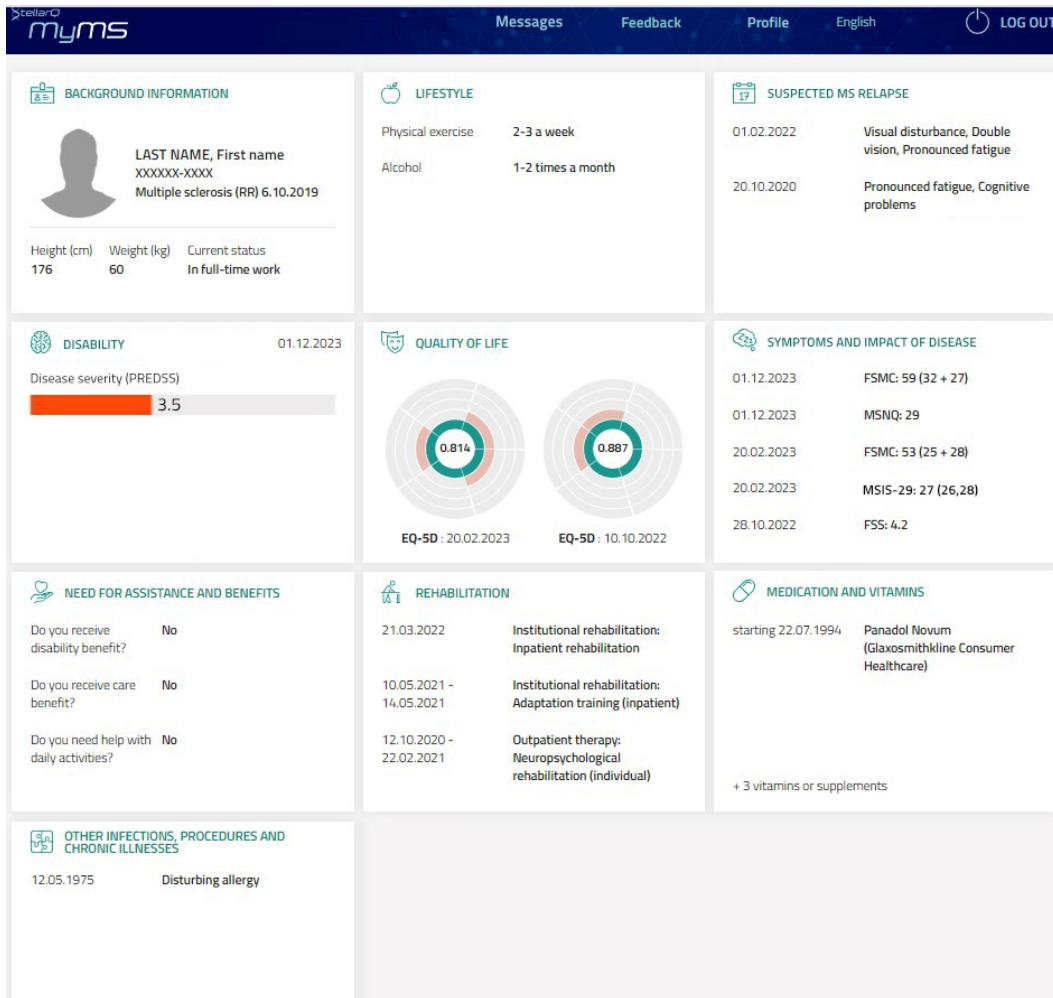 StellarQ
myms
Messages Feedback Profile English LOG OUT
BACKGROUND INFORMATION
LAST NAME, First name
XXXXXX-XXXX
Multiple sclerosis (RR) 6.10.2019
Height (cm) Weight (kg) Current status
176 60 In full-time work
LIFESTYLE
Physical exercise 2-3 a week
Alcohol 1-2 times a month
17
SUSPECTED MS RELAPSE
01.02.2022 Visual disturbance, Double
vision, Pronounced fatigue
20.10.2020 Pronounced fatigue, Cognitive
problems
DISABILITY 01.12.2023
Disease severity (PREDSS)
3.5
QUALITY OF LIFE
0.814 0.887
EQ-5D : 20.02.2023 EQ-5D : 10.10.2022
SYMPTOMS AND IMPACT OF DISEASE
01.12.2023 FSMC: 59 (32 + 27)
01.12.2023 MSNQ: 29
20.02.2023 FSMC: 53 (25 + 28)
20.02.2023 MSIS-29: 27 (26,28)
28.10.2022 FSS: 4.2
NEED FOR ASSISTANCE AND BENEFITS
Do you receive No
disability benefit?
Do you receive care No
benefit?
Do you need help with No
daily activities?
REHABILITATION
21.03.2022 Institutional rehabilitation:
Inpatient rehabilitation
10.05.2021 - Institutional rehabilitation:
14.05.2021 Adaptation training (inpatient)
12.10.2020 - Outpatient therapy:
22.02.2021 Neuropsychological
rehabilitation (individual)
MEDICATION AND VITAMINS
starting 22.07.1994 Panadol Novum
(Glaxosmithkline Consumer
Healthcare)
+ 3 vitamins or supplements
OTHER INFECTIONS, PROCEDURES AND
CHRONIC ILLNESSES
12.05.1975 Disturbing allergy